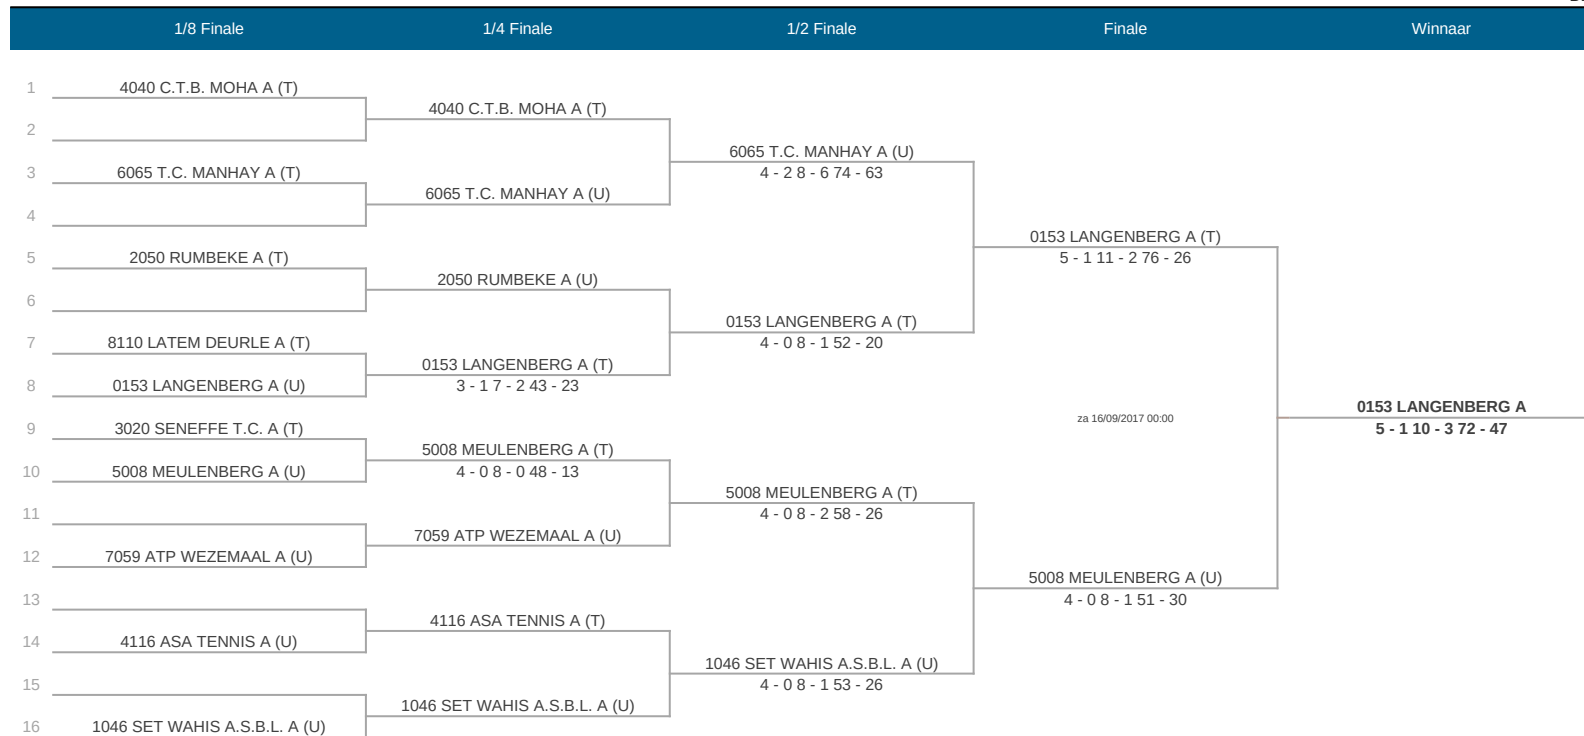 1/8 Finale 1/4 Finale 1/2 Finale Finale Winnaar
1 4040 C.T.B. MOHA A (T)
4040 C.T.B. MOHA A (T)
2
6065 T.C. MANHAY A (U)
3 6065 T.C. MANHAY A (T)
4 - 2 8 - 6 74 - 63
6065 T.C. MANHAY A (U)
4
0153 LANGENBERG A (T)
5 2050 RUMBEKE A (T)
5 - 1 11 - 2 76 - 26
2050 RUMBEKE A (U)
6
0153 LANGENBERG A (T)
7 8110 LATEM DEURLE A (T)
4 - 0 8 - 1 52 - 20
0153 LANGENBERG A (T)
8 0153 LANGENBERG A (U)
3 - 1 7 - 2 43 - 23
0153 LANGENBERG A
za 16/09/2017 00:00
9 3020 SENEFFE T.C. A (T)
5 - 1 10 - 3 72 - 47
5008 MEULENBERG A (T)
10 5008 MEULENBERG A (U)
4 - 0 8 - 0 48 - 13
5008 MEULENBERG A (T)
11
4 - 0 8 - 2 58 - 26
7059 ATP WEZEMAAL A (U)
12 7059 ATP WEZEMAAL A (U)
5008 MEULENBERG A (U)
13
4 - 0 8 - 1 51 - 30
4116 ASA TENNIS A (T)
14 4116 ASA TENNIS A (U)
1046 SET WAHIS A.S.B.L. A (U)
15
4 - 0 8 - 1 53 - 26
1046 SET WAHIS A.S.B.L. A (U)
16 1046 SET WAHIS A.S.B.L. A (U)